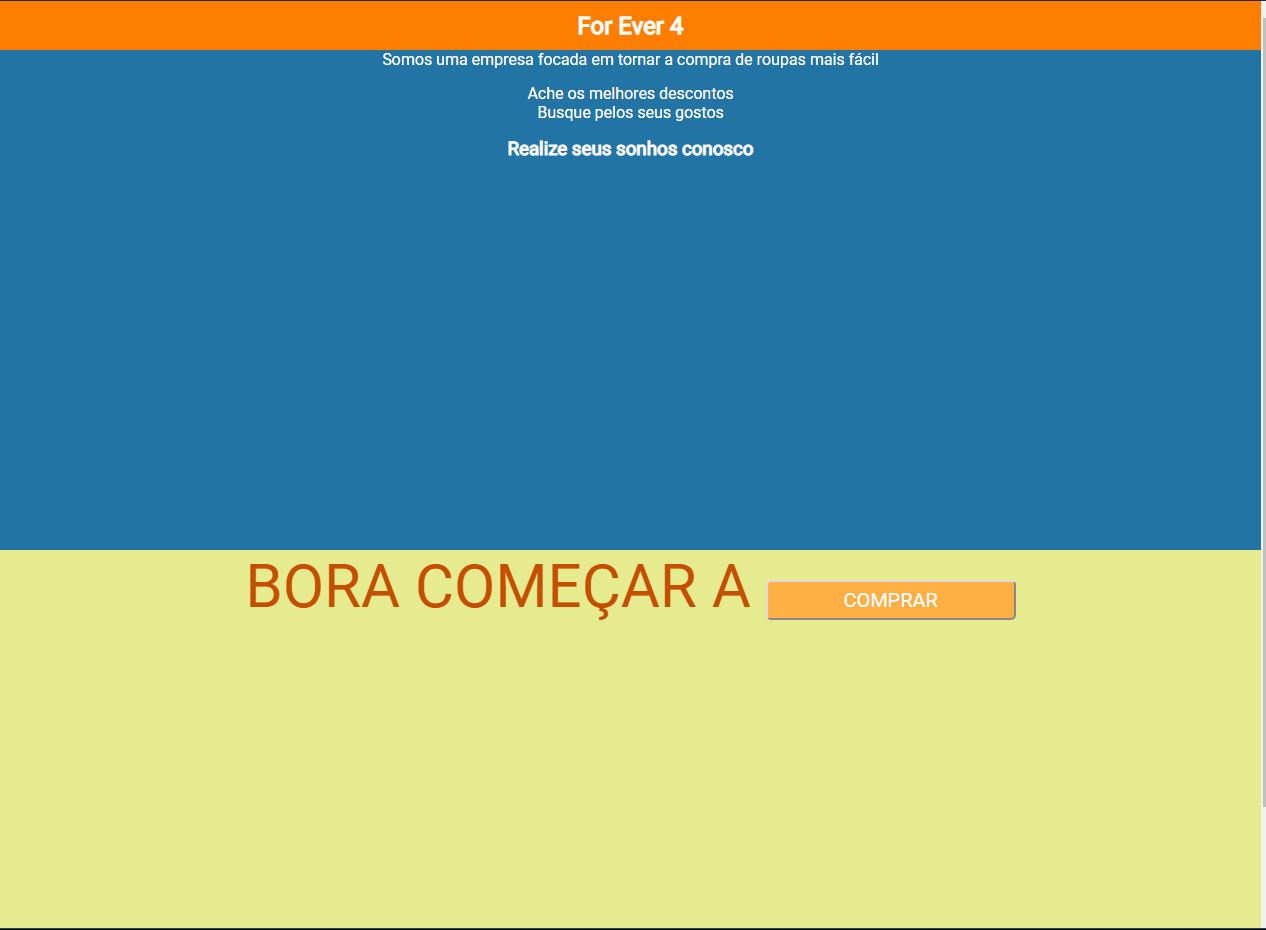 For Ever 4
Somos uma empresa focada em tornar a compra de roupas mais fácil
Ache os melhores descontos
Busque pelos seus gostos
Realize seus sonhos conosco
BORA COMEÇAR A COMPRAR